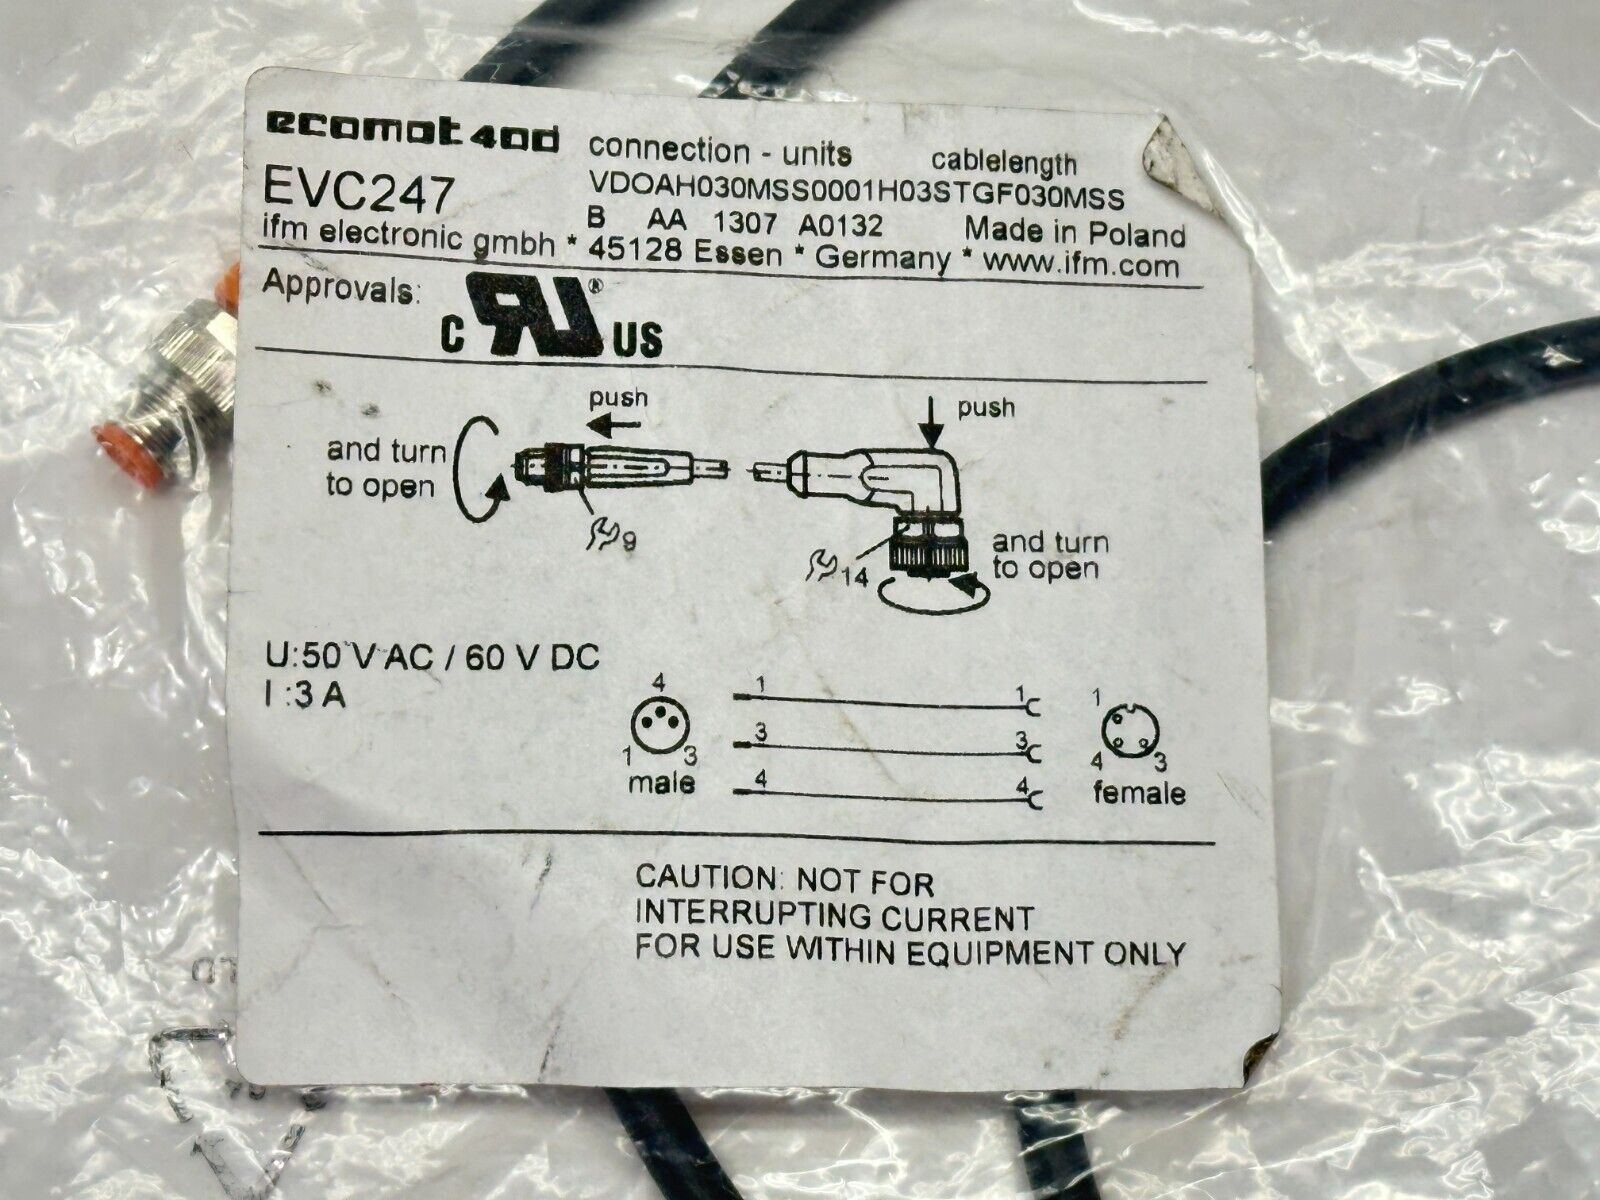 ecomat 400 connection - units cablelength
EVC247 VDOAH030MSS0001H03STGF030MSS
B AA 1307 A0132 Made in Poland
ifm electronic gmbh * 45128 Essen * Germany * www.ifm.com
Approvals: C RU ® US
push
push
and turn
to open
9
14
and turn
to open
U:50 V AC / 60 V DC
I :3 A
4
1 3
male
1 1
3 3
4 4
1
4 3
female
CAUTION: NOT FOR
INTERRUPTING CURRENT
FOR USE WITHIN EQUIPMENT ONLY